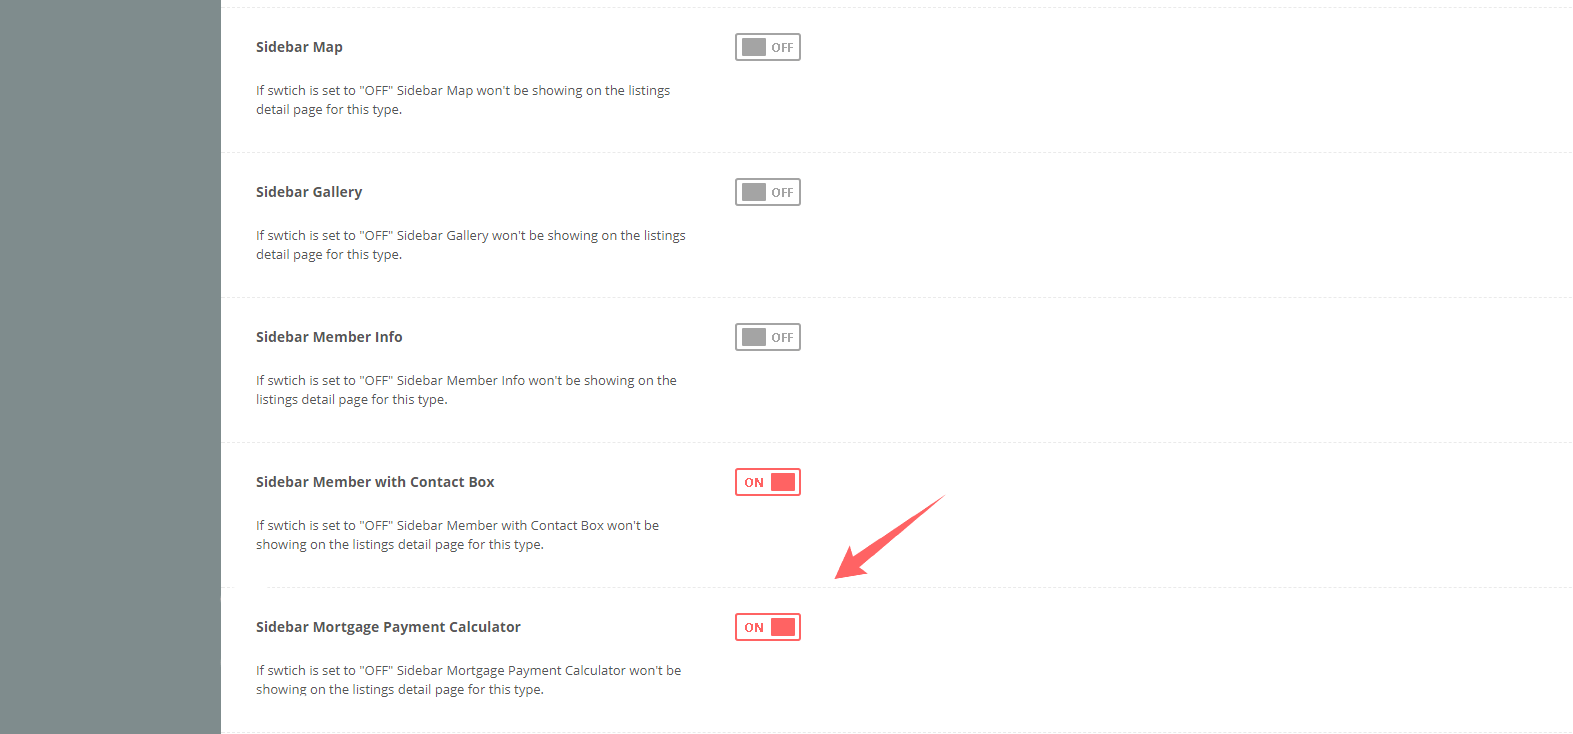 Sidebar Map
OFF
If swtich is set to "OFF" Sidebar Map won't be showing on the listings
detail page for this type.
Sidebar Gallery
OFF
If swtich is set to "OFF" Sidebar Gallery won't be showing on the listings
detail page for this type.
Sidebar Member Info
OFF
If swtich is set to "OFF" Sidebar Member Info won't be showing on the
listings detail page for this type.
Sidebar Member with Contact Box
ON
If swtich is set to "OFF" Sidebar Member with Contact Box won't be
showing on the listings detail page for this type.
Sidebar Mortgage Payment Calculator
ON
If swtich is set to "OFF" Sidebar Mortgage Payment Calculator won't be
showing on the listings detail page for this type.